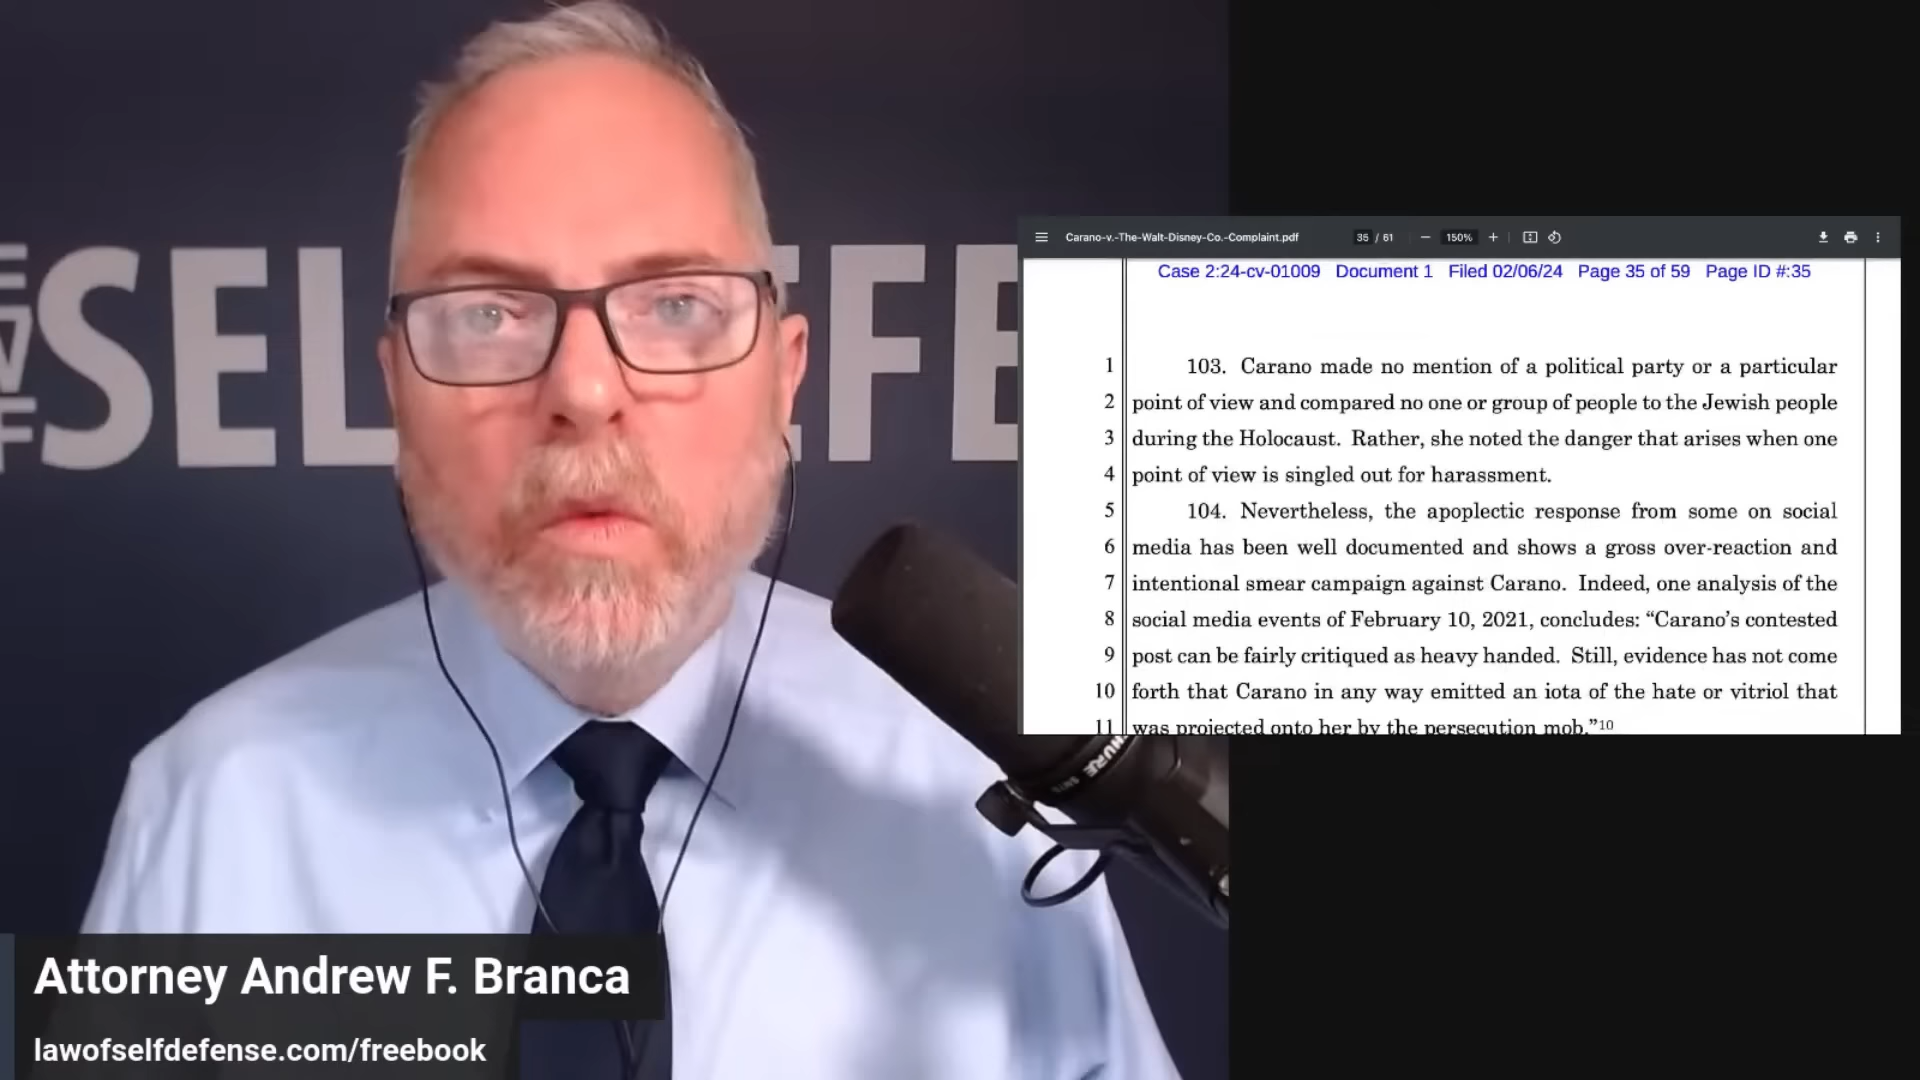 SELF
EFE
Attorney Andrew F. Branca
lawofselfdefense.com/freebook
SHURE
Carano-v.-The-Walt-Disney-Co.-Complaint.pdf 35 / 61 150%
Case 2:24-cv-01009 Document 1 Filed 02/06/24 Page 35 of 59 Page ID #:35
1 103. Carano made no mention of a political party or a particular
2 point of view and compared no one or group of people to the Jewish people
3 during the Holocaust. Rather, she noted the danger that arises when one
4 point of view is singled out for harassment.
5 104. Nevertheless, the apoplectic response from some on social
6 media has been well documented and shows a gross over-reaction and
7 intentional smear campaign against Carano. Indeed, one analysis of the
8 social media events of February 10, 2021, concludes: “Carano’s contested
9 post can be fairly critiqued as heavy handed. Still, evidence has not come
10 forth that Carano in any way emitted an iota of the hate or vitriol that
11 was projected onto her by the persecution mob.”10